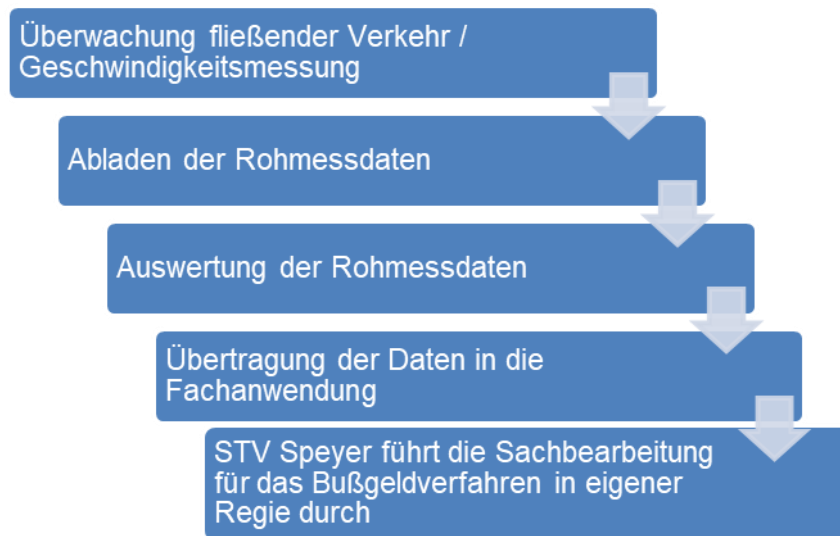 Überwachung fließender Verkehr /
Geschwindigkeitsmessung
Abladen der Rohmessdaten
Auswertung der Rohmessdaten
Übertragung der Daten in die
Fachanwendung
STV Speyer führt die Sachbearbeitung
für das Bußgeldverfahren in eigener
Regie durch